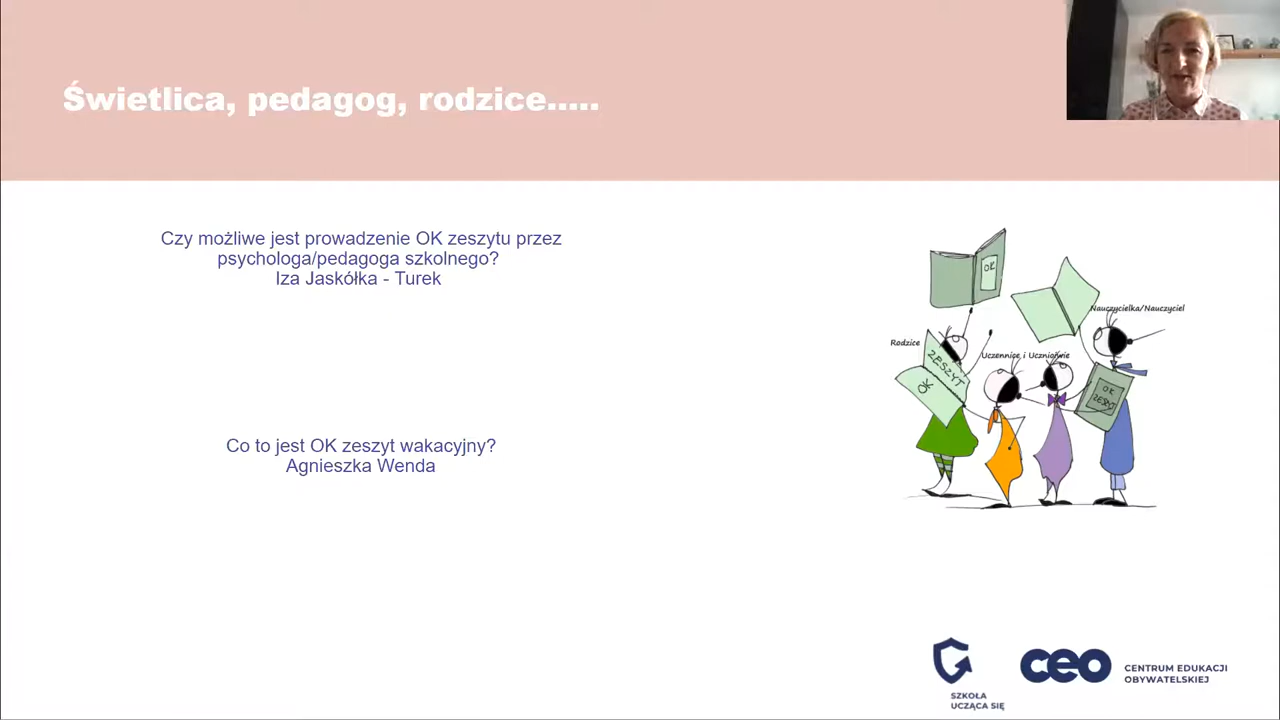 Świetlica, pedagog, rodzice.....
Czy możliwe jest prowadzenie OK zeszytu przez
psychologa/pedagoga szkolnego?
Iza Jaskółka - Turek
Co to jest OK zeszyt wakacyjny?
Agnieszka Wenda
OK
Nauczycielka/Nauczyciel
Rodzice
Uczennice i Uczniowie
ZESZYT
OK
OK
ZESZYT
SZKOŁA
UCZĄCA SIĘ
ceo
CENTRUM EDUKACJI
OBYWATELSKIEJ